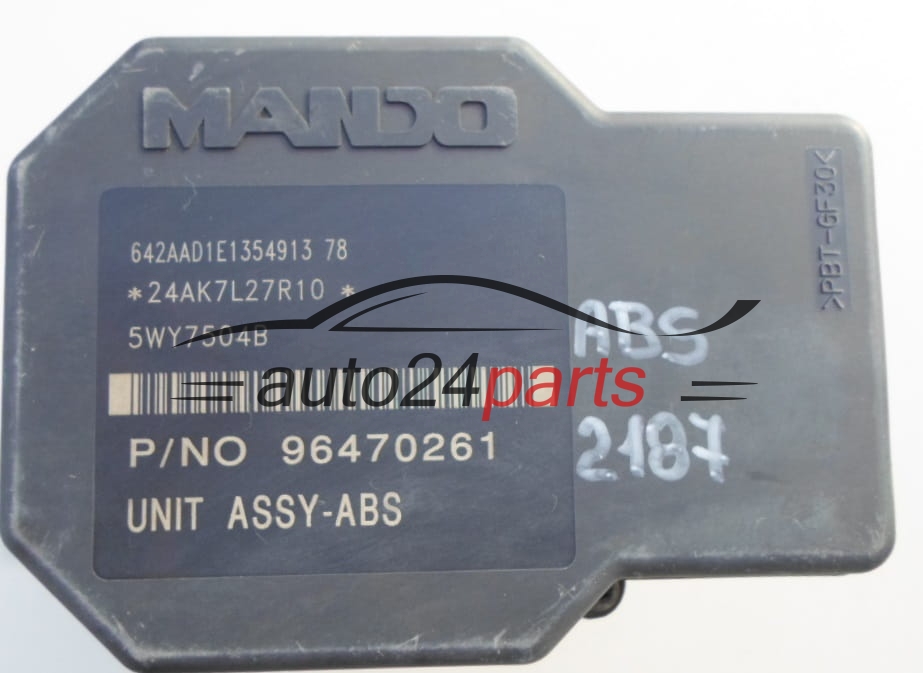 MANDO
>PBT-GF30<
642AAD1E1354913 78
*24AK7L27R10 *
5WY7504B
ABS
auto24parts
P/NO 96470261
2187
UNIT ASSY-ABS